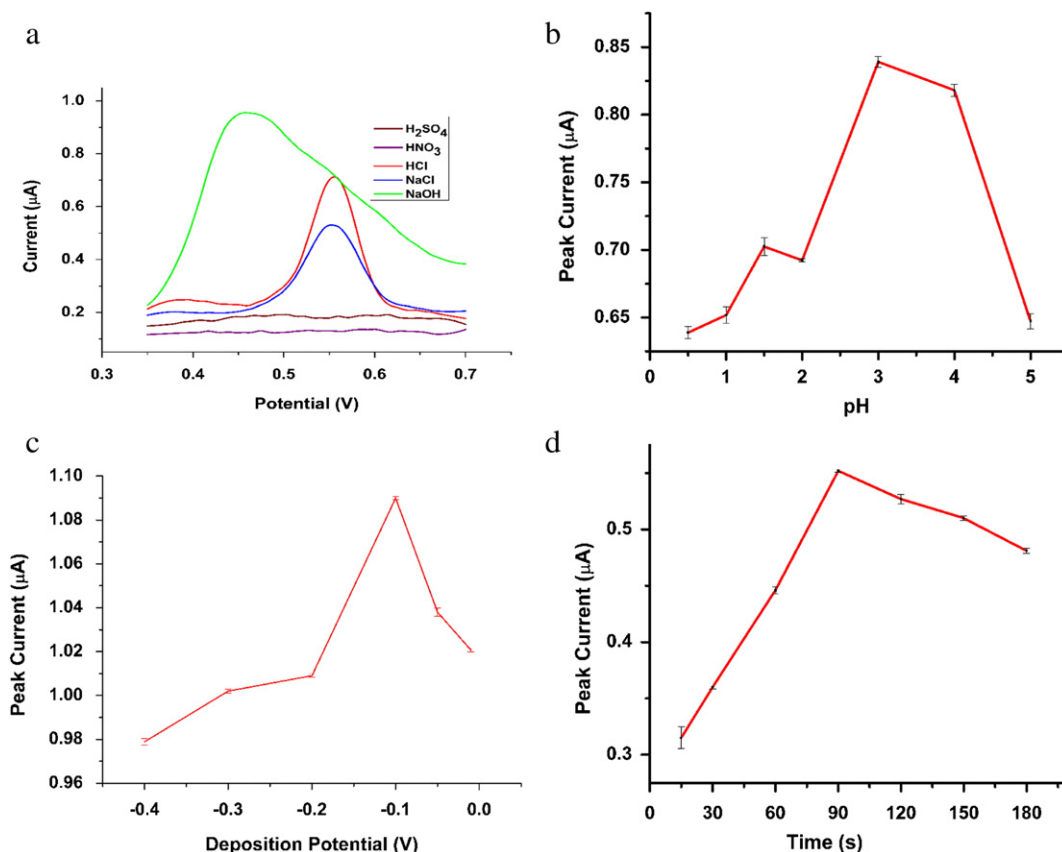 a
1.0
0.8
0.6
0.4
0.2
Current (μA)
H₂SO₄
HNO₃
HCl
NaCl
NaOH
0.3 0.4 0.5 0.6 0.7
Potential (V)
b
0.85
0.80
0.75
0.70
0.65
Peak Current (μA)
0 1 2 3 4 5
pH
c
1.10
1.08
1.06
1.04
1.02
1.00
0.98
0.96
Peak Current (μA)
-0.4 -0.3 -0.2 -0.1 0.0
Deposition Potential (V)
d
0.5
0.4
0.3
Peak Current (μA)
0 30 60 90 120 150 180
Time (s)